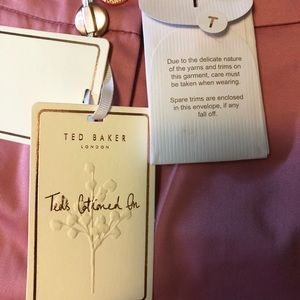 T
Due to the delicate nature
of the yarns and trims on
this garment, care must
be taken when wearing.
Spare trims are enclosed
in this envelope, if any
fall off.
TED BAKER
LONDON
Ted's Cottoned On